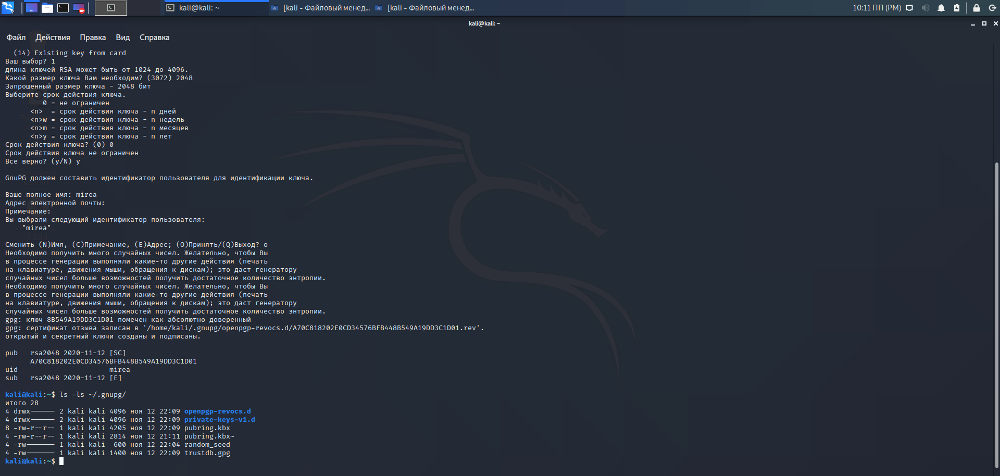 kali@kali: ~
[kali - Файловый менед...
[kali - Файловый менед...
10:11 ПП (PM)
kali@kali: ~
Файл Действия Правка Вид Справка
(14) Existing key from card
Ваш выбор? 1
длина ключей RSA может быть от 1024 до 4096.
Какой размер ключа Вам необходим? (3072) 2048
Запрошенный размер ключа - 2048 бит
Выберите срок действия ключа.
0 = не ограничен
<n>  = срок действия ключа - n дней
<n>w = срок действия ключа - n недель
<n>m = срок действия ключа - n месяцев
<n>y = срок действия ключа - n лет
Срок действия ключа? (0) 0
Срок действия ключа не ограничен
Все верно? (y/N) y
GnuPG должен составить идентификатор пользователя для идентификации ключа.
Ваше полное имя: mirea
Адрес электронной почты:
Примечание:
Вы выбрали следующий идентификатор пользователя:
"mirea"
Сменить (N)Имя, (C)Примечание, (E)Адрес; (O)Принять/(Q)Выход? o
Необходимо получить много случайных чисел. Желательно, чтобы Вы
в процессе генерации выполняли какие-то другие действия (печать
на клавиатуре, движения мыши, обращения к дискам); это даст генератору
случайных чисел больше возможностей получить достаточное количество энтропии.
Необходимо получить много случайных чисел. Желательно, чтобы Вы
в процессе генерации выполняли какие-то другие действия (печать
на клавиатуре, движения мыши, обращения к дискам); это даст генератору
случайных чисел больше возможностей получить достаточное количество энтропии.
gpg: ключ 8B549A19DD3C1D01 помечен как абсолютно доверенный
gpg: сертификат отзыва записан в '/home/kali/.gnupg/openpgp-revocs.d/A70C818202E0CD34576BFB448B549A19DD3C1D01.rev'.
открытый и секретный ключи созданы и подписаны.
pub   rsa2048 2020-11-12 [SC]
A70C818202E0CD34576BFB448B549A19DD3C1D01
uid                      mirea
sub   rsa2048 2020-11-12 [E]
kali@kali:~$ ls -ls ~/.gnupg/
итого 28
4 drwx------ 2 kali kali 4096 ноя 12 22:09 openpgp-revocs.d
4 drwx------ 2 kali kali 4096 ноя 12 22:09 private-keys-v1.d
8 -rw-r--r-- 1 kali kali 4205 ноя 12 22:09 pubring.kbx
4 -rw-r--r-- 1 kali kali 2814 ноя 12 21:11 pubring.kbx~
4 -rw------- 1 kali kali  600 ноя 12 22:04 random_seed
4 -rw------- 1 kali kali 1400 ноя 12 22:09 trustdb.gpg
kali@kali:~$